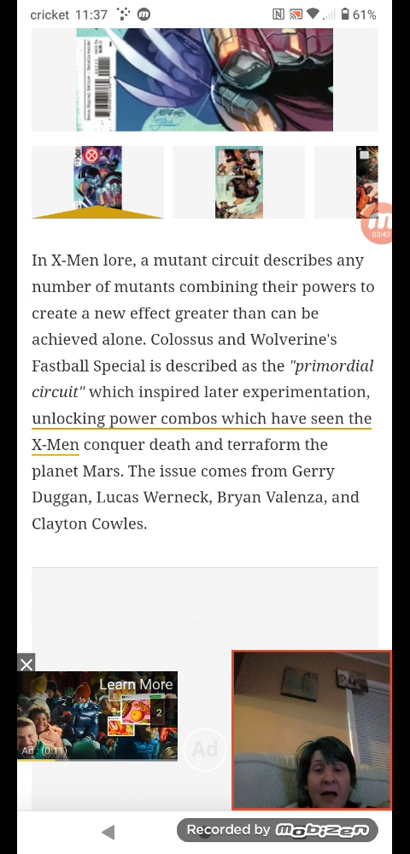 cricket 11:37
61%
03:43
In X-Men lore, a mutant circuit describes any
number of mutants combining their powers to
create a new effect greater than can be
achieved alone. Colossus and Wolverine's
Fastball Special is described as the "primordial
circuit" which inspired later experimentation,
unlocking power combos which have seen the
X-Men conquer death and terraform the
planet Mars. The issue comes from Gerry
Duggan, Lucas Werneck, Bryan Valenza, and
Clayton Cowles.
Learn More
2
Ad : (0:11)
Ad
Recorded by mobizen